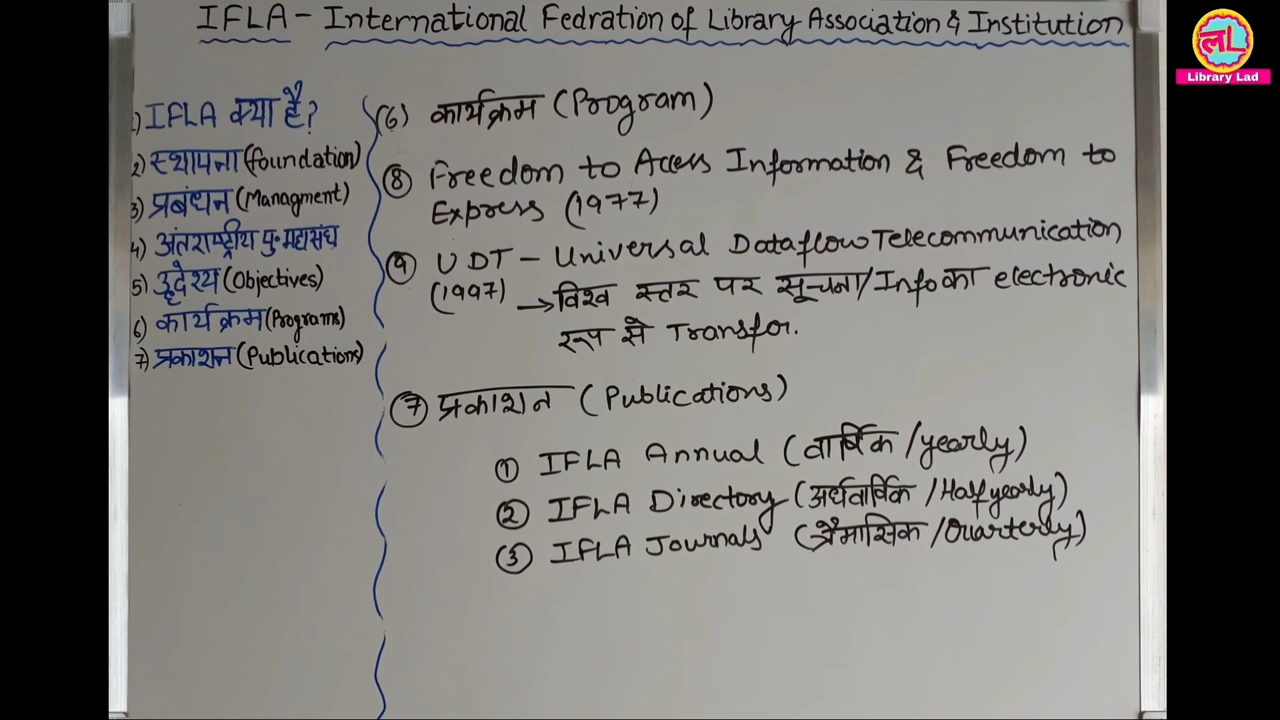 IFLA - International Fedration of Library Association & Institution
ला
Library Lad
1) IFLA क्या है?
2) स्थापना (foundation)
3) प्रबंधन (Managment)
4) अंतराष्ट्रीय पु॰ महासंघ
5) उद्देश्य (Objectives)
6) कार्यक्रम (Programs)
7) प्रकाशन (Publications)
(6) कार्यक्रम (Program)
⑧ Freedom to Access Information & Freedom to
Express (1977)
९ UDT - Universal Dataflow Telecommunication
(1997) → विश्व स्तर पर सूचना/Info का electronic
रूप से Transfor.
⑦ प्रकाशन (Publications)
① IFLA Annual (वार्षिक/yearly)
② IFLA Directory (अर्धवार्षिक/Half yearly)
③ IFLA Journals (त्रैमासिक/Quarterly)